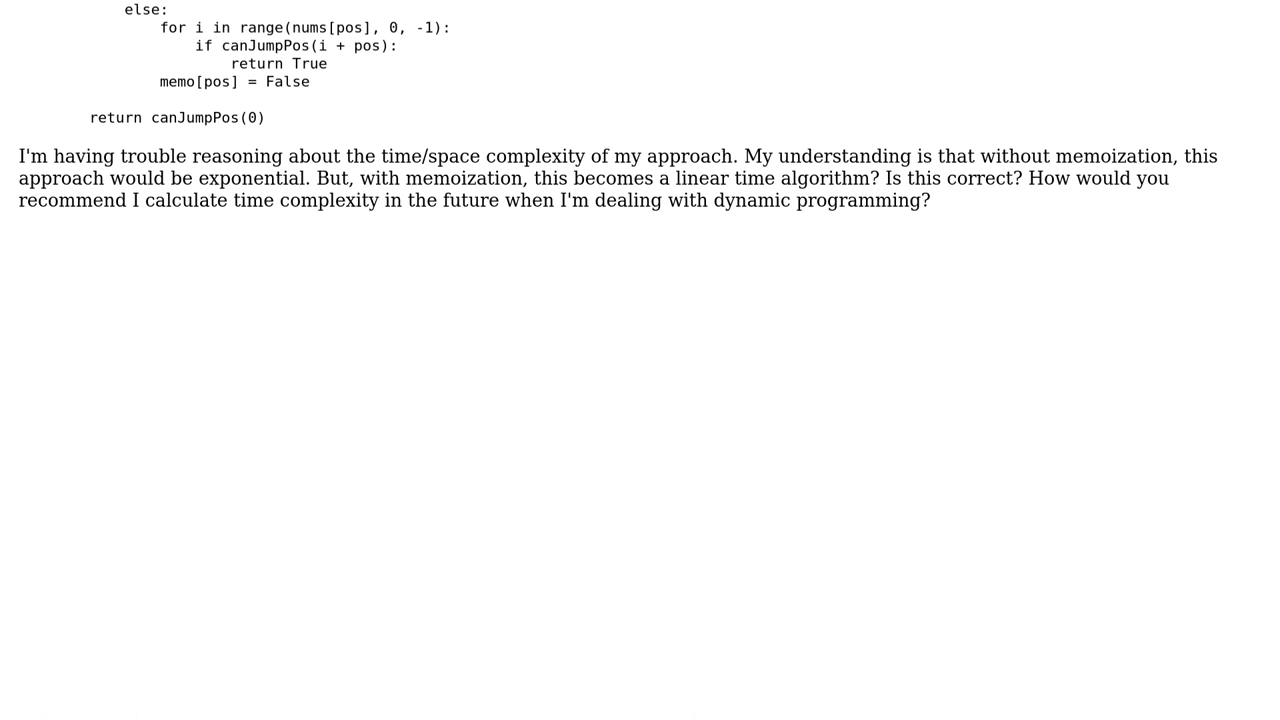 else:
for i in range(nums[pos], 0, -1):
if canJumpPos(i + pos):
return True
memo[pos] = False
return canJumpPos(0)
I'm having trouble reasoning about the time/space complexity of my approach. My understanding is that without memoization, this
approach would be exponential. But, with memoization, this becomes a linear time algorithm? Is this correct? How would you
recommend I calculate time complexity in the future when I'm dealing with dynamic programming?